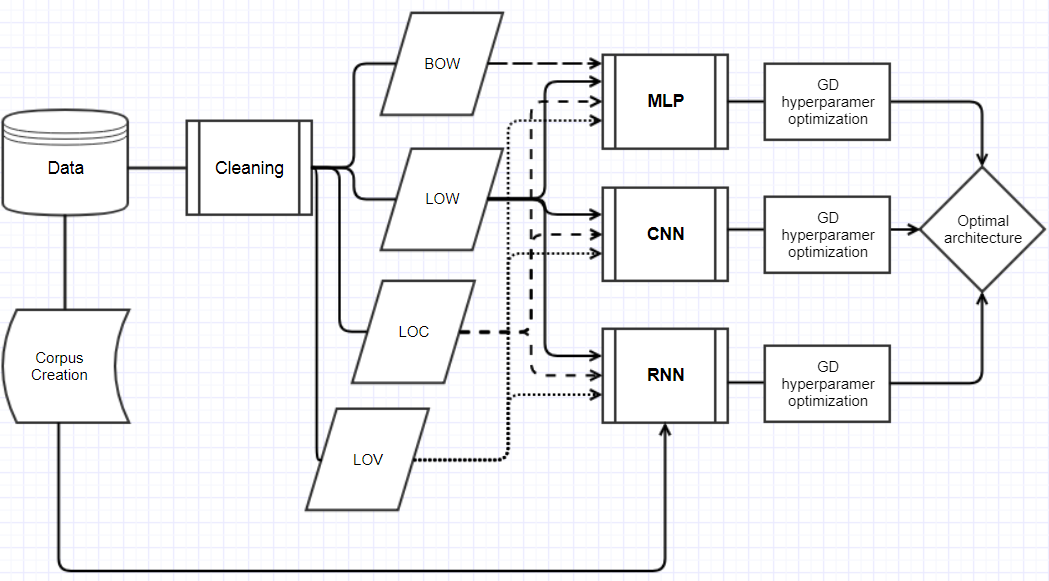 BOW
MLP
GD
hyperparamer
optimization
Data
Cleaning
LOW
CNN
GD
hyperparamer
optimization
Optimal
architecture
LOC
Corpus
Creation
RNN
GD
hyperparamer
optimization
LOV